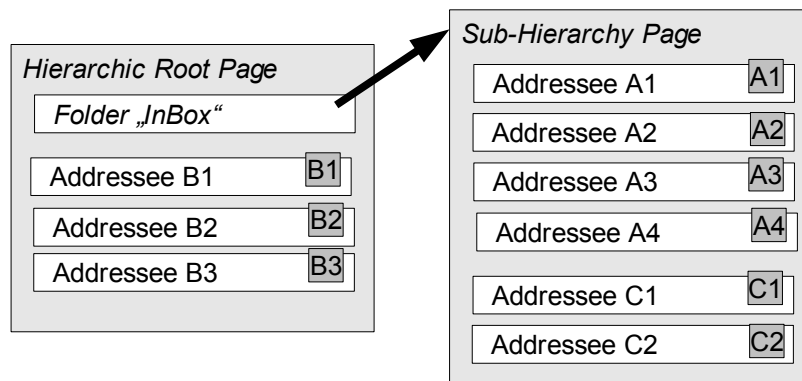 Hierarchic Root Page
Folder „InBox“
Addressee B1 B1
Addressee B2 B2
Addressee B3 B3
Sub-Hierarchy Page
Addressee A1 A1
Addressee A2 A2
Addressee A3 A3
Addressee A4 A4
Addressee C1 C1
Addressee C2 C2